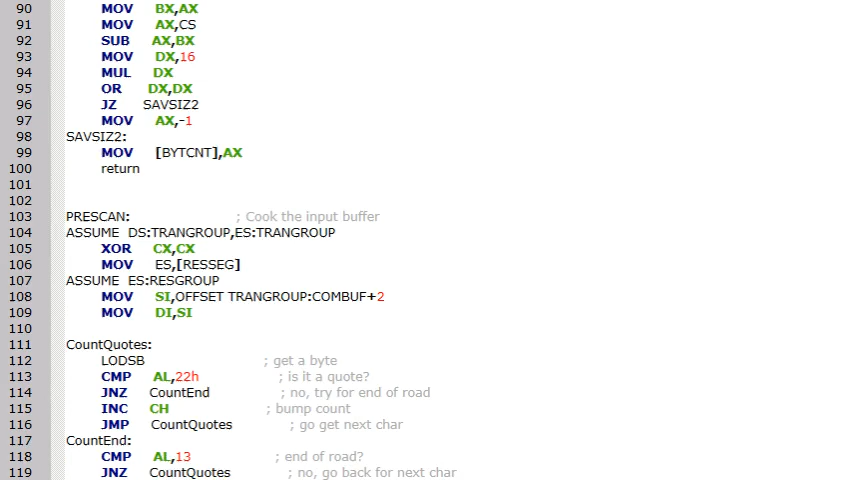 90 MOV BX,AX
91 MOV AX,CS
92 SUB AX,BX
93 MOV DX,16
94 MUL DX
95 OR DX,DX
96 JZ SAVSIZ2
97 MOV AX,-1
98 SAVSIZ2:
99 MOV [BYTCNT],AX
100 return
101
102
103 PRESCAN: ; Cook the input buffer
104 ASSUME DS:TRANGROUP,ES:TRANGROUP
105 XOR CX,CX
106 MOV ES,[RESSEG]
107 ASSUME ES:RESGROUP
108 MOV SI,OFFSET TRANGROUP:COMBUF+2
109 MOV DI,SI
110
111 CountQuotes:
112 LODSB ; get a byte
113 CMP AL,22h ; is it a quote?
114 JNZ CountEnd ; no, try for end of road
115 INC CH ; bump count
116 JMP CountQuotes ; go get next char
117 CountEnd:
118 CMP AL,13 ; end of road?
119 JNZ CountQuotes ; no, go back for next char